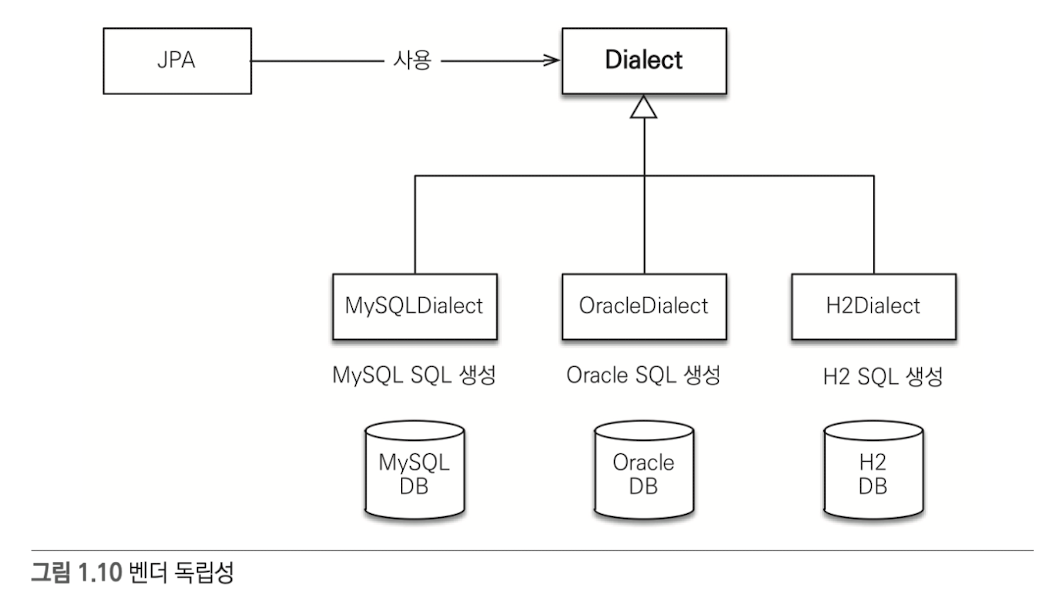 JPA
사용
Dialect
MySQLDialect
OracleDialect
H2Dialect
MySQL SQL 생성
Oracle SQL 생성
H2 SQL 생성
MySQL
DB
Oracle
DB
H2
DB
그림 1.10 벤더 독립성